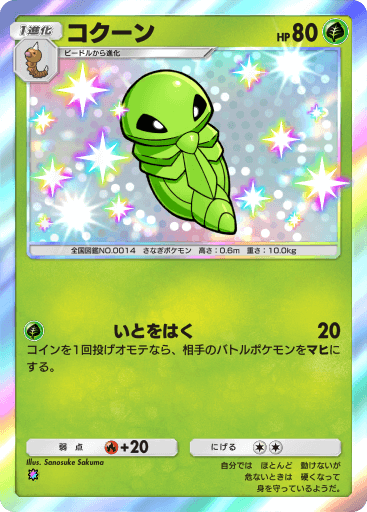 1進化
コクーン
HP 80
ビードルから進化
全国図鑑NO.0014 さなぎポケモン 高さ:0.6m 重さ:10.0kg
いとをはく 20
コインを1回投げオモテなら、相手のバトルポケモンをマヒに
する。
弱 点 +20 にげる
Illus. Sanosuke Sakuma
自分では ほとんど 動けないが
危ないときは 硬くなって
身を守っているようだ。